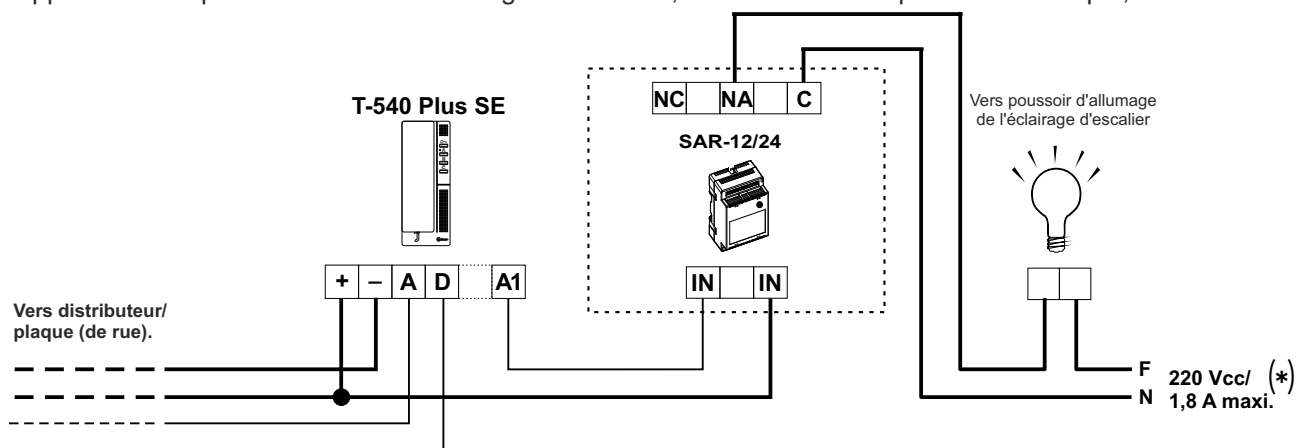 T-540 Plus SE
NC NA C
SAR-12/24
Vers poussoir d'allumage
de l'éclairage d'escalier
+ – A D A1
IN IN
Vers distributeur/
plaque (de rue).
F
N
220 Vcc/ (*)
1,8 A maxi.